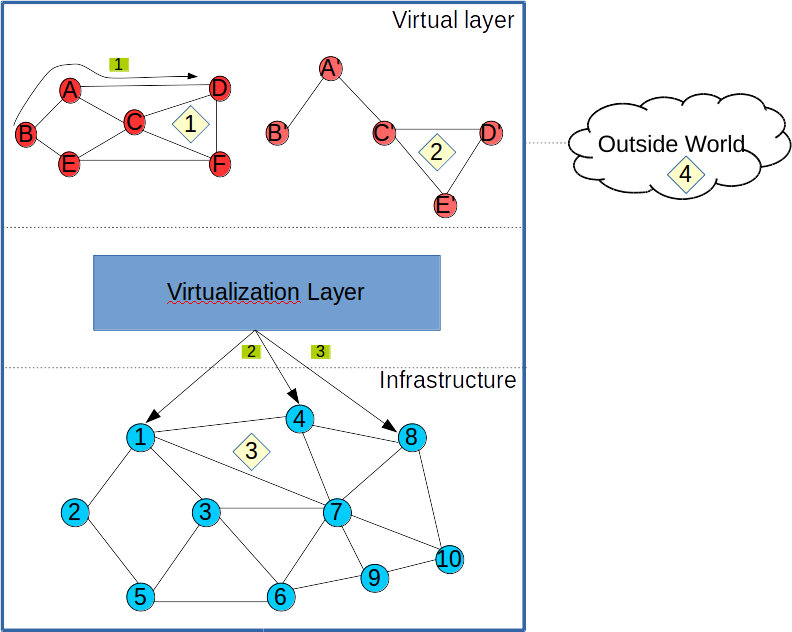 Virtual layer
1
A
D
B
C
1
E
F
A'
B'
C'
D'
2
E'
Outside World
4
Virtualization Layer
2
3
Infrastructure
1
4
8
3
2
3
7
10
9
5
6